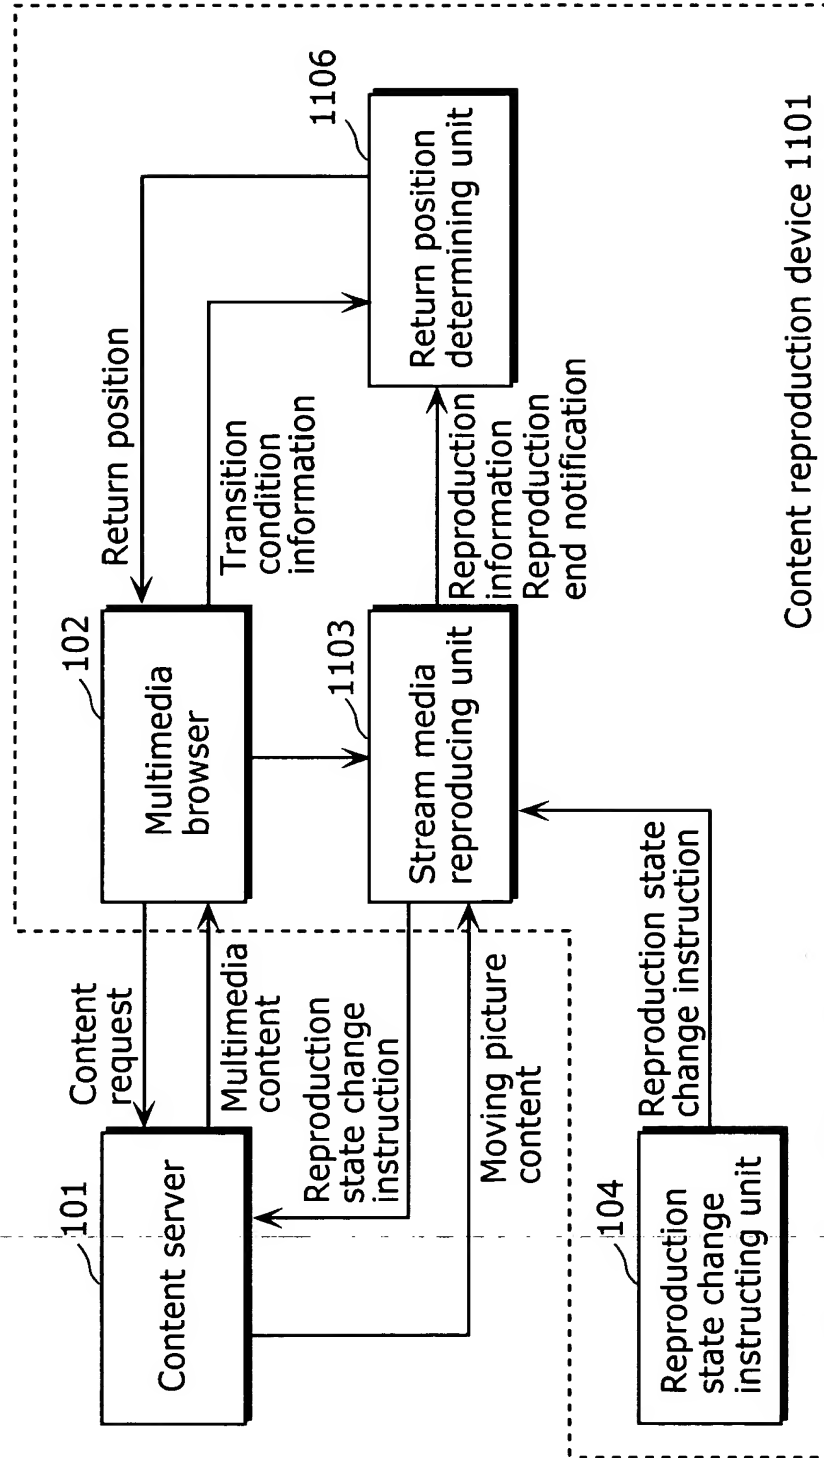 101
Content server
Content
request
Multimedia
content
Reproduction
state change
instruction
Moving picture
content
102
Multimedia
browser
Return position
Transition
condition
information
1103
Stream media
reproducing unit
Reproduction
information
Reproduction
end notification
1106
Return position
determining unit
104
Reproduction
state change
instructing unit
Reproduction state
change instruction
Content reproduction device 1101